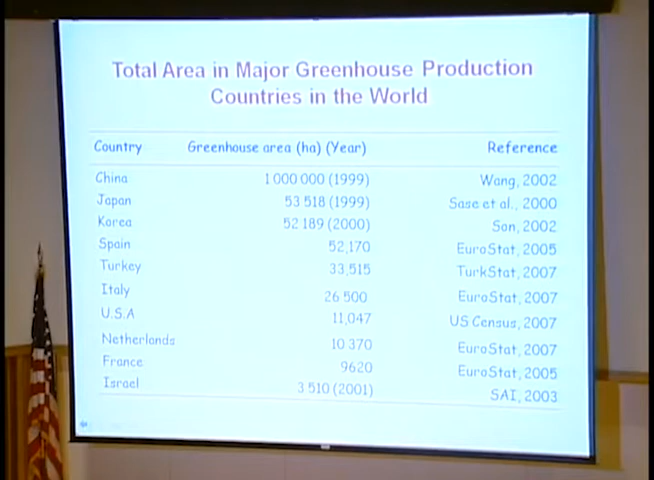 Total Area in Major Greenhouse Production
Countries in the World
Country Greenhouse area (ha) (Year) Reference
China 1 000 000 (1999) Wang, 2002
Japan 53 518 (1999) Sase et al., 2000
Korea 52 189 (2000) Son, 2002
Spain 52,170 EuroStat, 2005
Turkey 33,515 TurkStat, 2007
Italy 26 500 EuroStat, 2007
U.S.A 11,047 US Census, 2007
Netherlands 10 370 EuroStat, 2007
France 9620 EuroStat, 2005
Israel 3 510 (2001) SAI, 2003